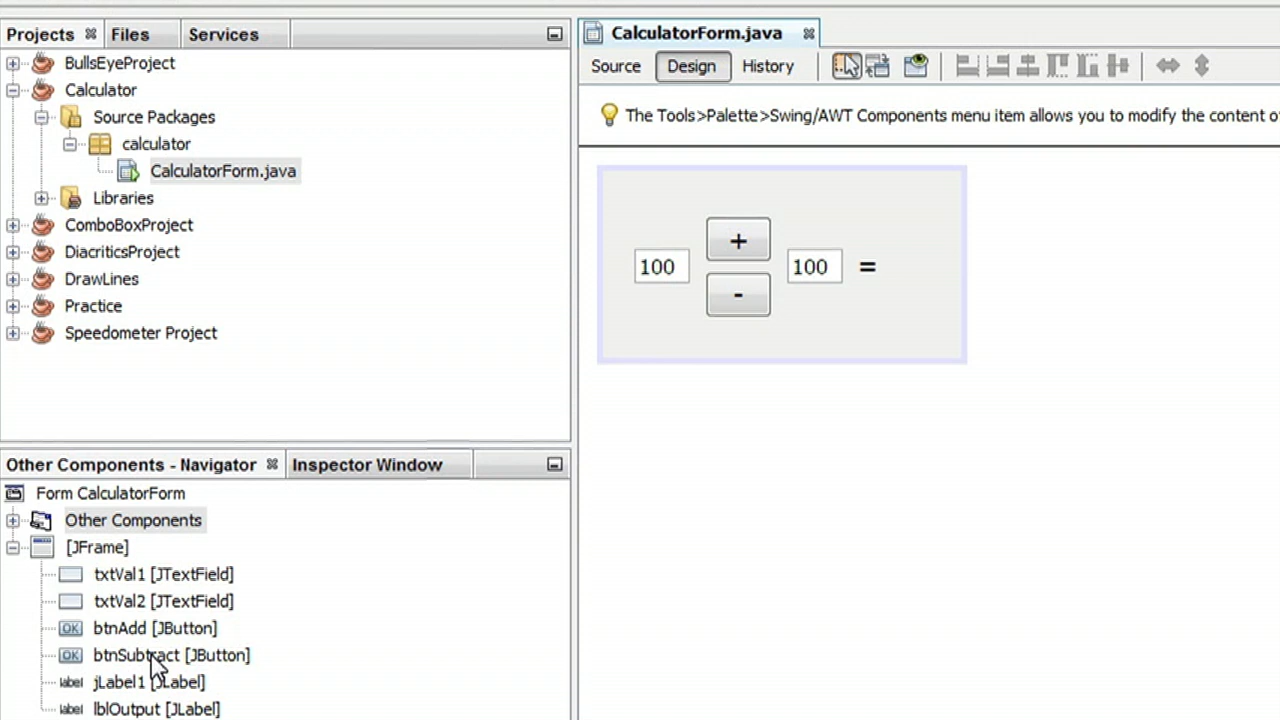 Projects Files Services
BullsEyeProject
Calculator
Source Packages
calculator
CalculatorForm.java
Libraries
ComboBoxProject
DiacriticsProject
DrawLines
Practice
Speedometer Project
Other Components - Navigator Inspector Window
Form CalculatorForm
Other Components
[JFrame]
txtVal1 [JTextField]
txtVal2 [JTextField]
OK btnAdd [JButton]
OK btnSubtract [JButton]
label jLabel1 [JLabel]
label lblOutput [JLabel]
CalculatorForm.java
Source Design History
The Tools>Palette>Swing/AWT Components menu item allows you to modify the content o
+
100 100 =
-